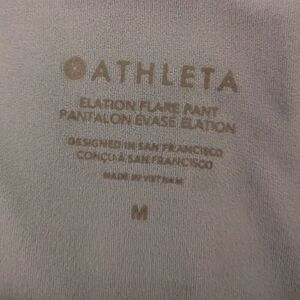 ATHLETA
ELATION FLARE PANT
PANTALON ÉVASÉ ELATION
DESIGNED IN SAN FRANCISCO
CONÇU À SAN FRANCISCO
MADE IN VIETNAM
M